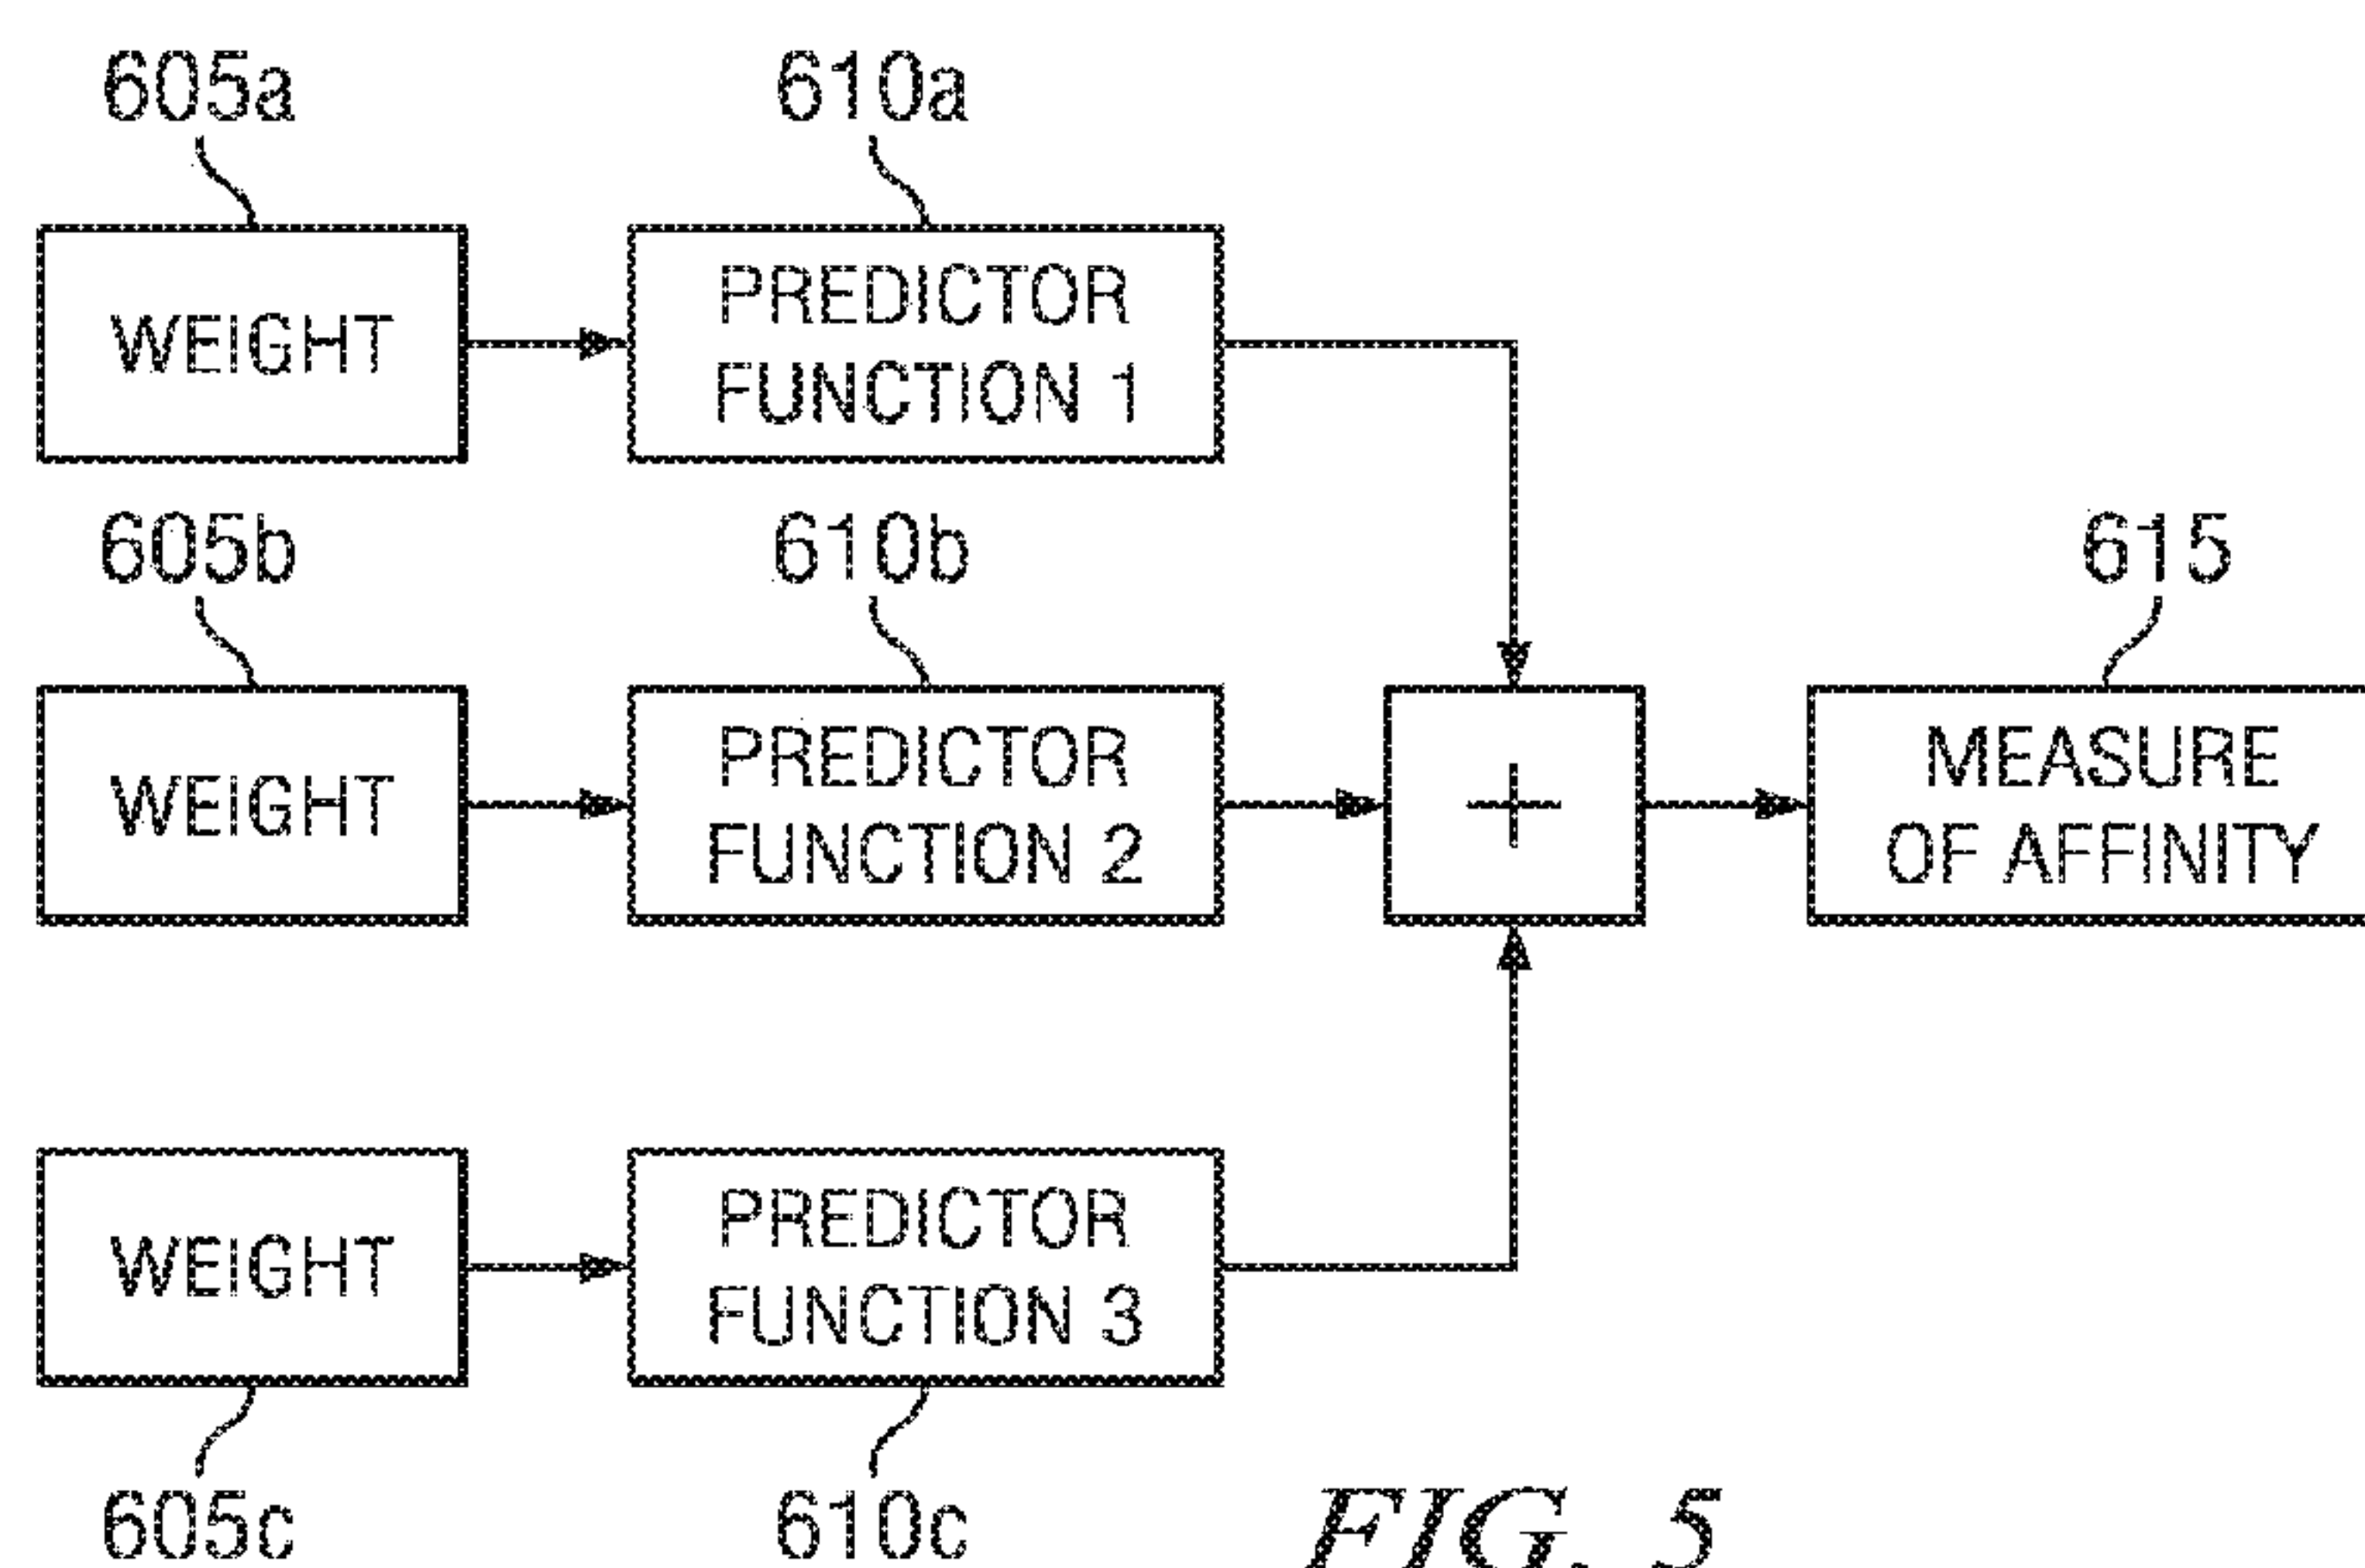 605a
610a
WEIGHT
PREDICTOR
FUNCTION 1
605b
610b
615
WEIGHT
PREDICTOR
FUNCTION 2
+
MEASURE
OF AFFINITY
WEIGHT
PREDICTOR
FUNCTION 3
605c
610c
FIG. 5